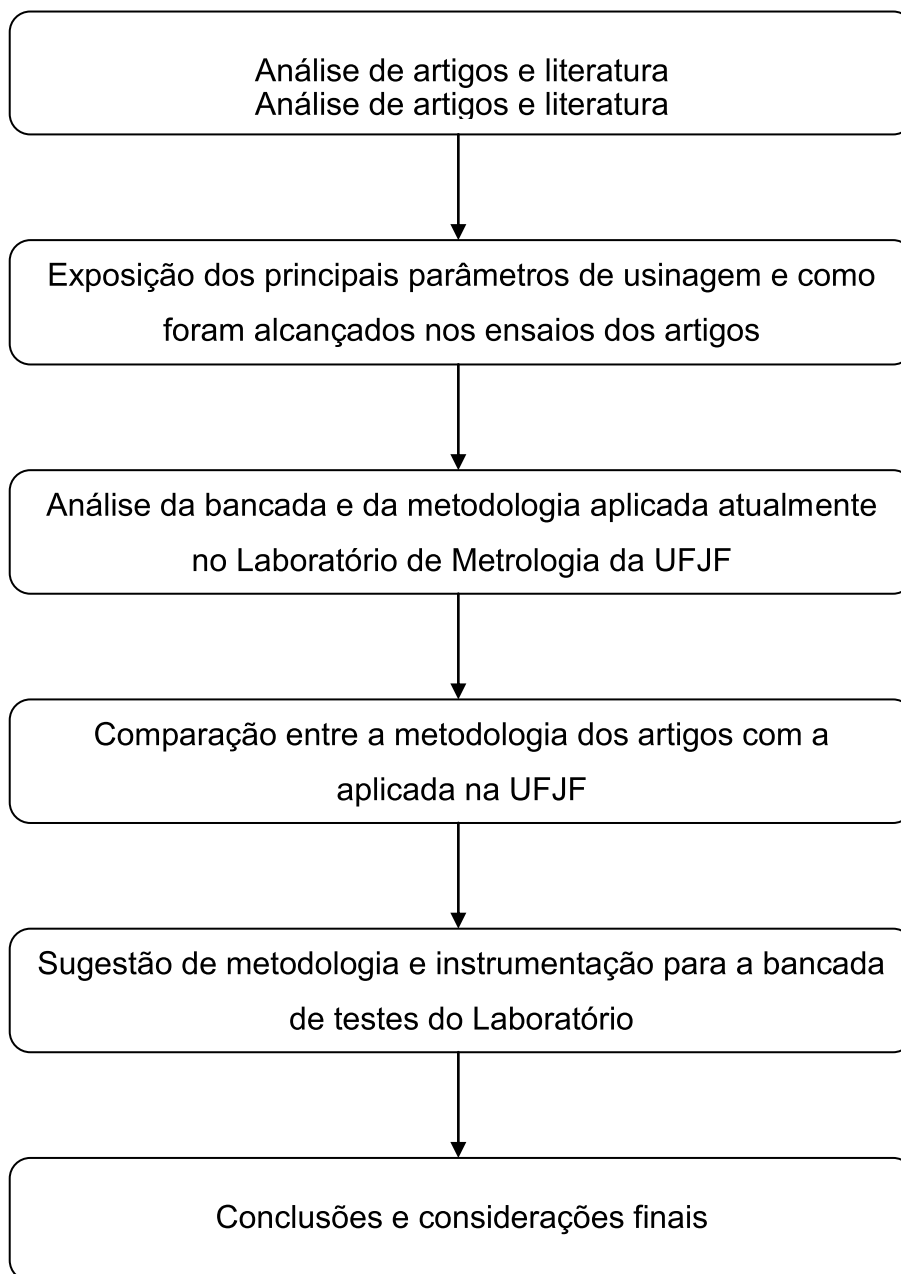 Análise de artigos e literatura
Análise de artigos e literatura
Exposição dos principais parâmetros de usinagem e como
foram alcançados nos ensaios dos artigos
Análise da bancada e da metodologia aplicada atualmente
no Laboratório de Metrologia da UFJF
Comparação entre a metodologia dos artigos com a
aplicada na UFJF
Sugestão de metodologia e instrumentação para a bancada
de testes do Laboratório
Conclusões e considerações finais